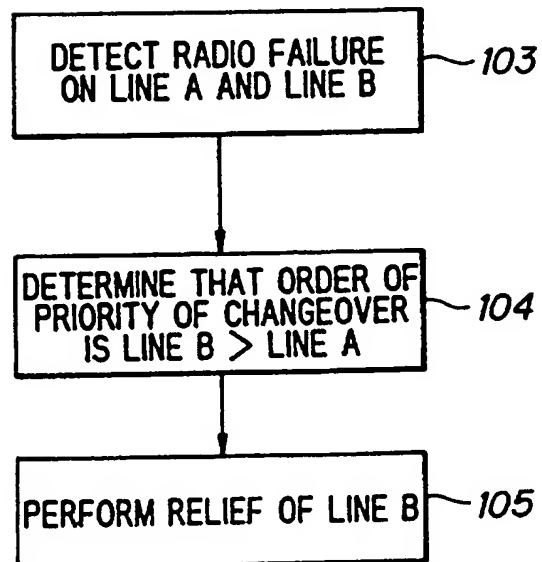 DETECT RADIO FAILURE
ON LINE A AND LINE B
103
DETERMINE THAT ORDER OF
PRIORITY OF CHANGEOVER
IS LINE B > LINE A
104
PERFORM RELIEF OF LINE B
105